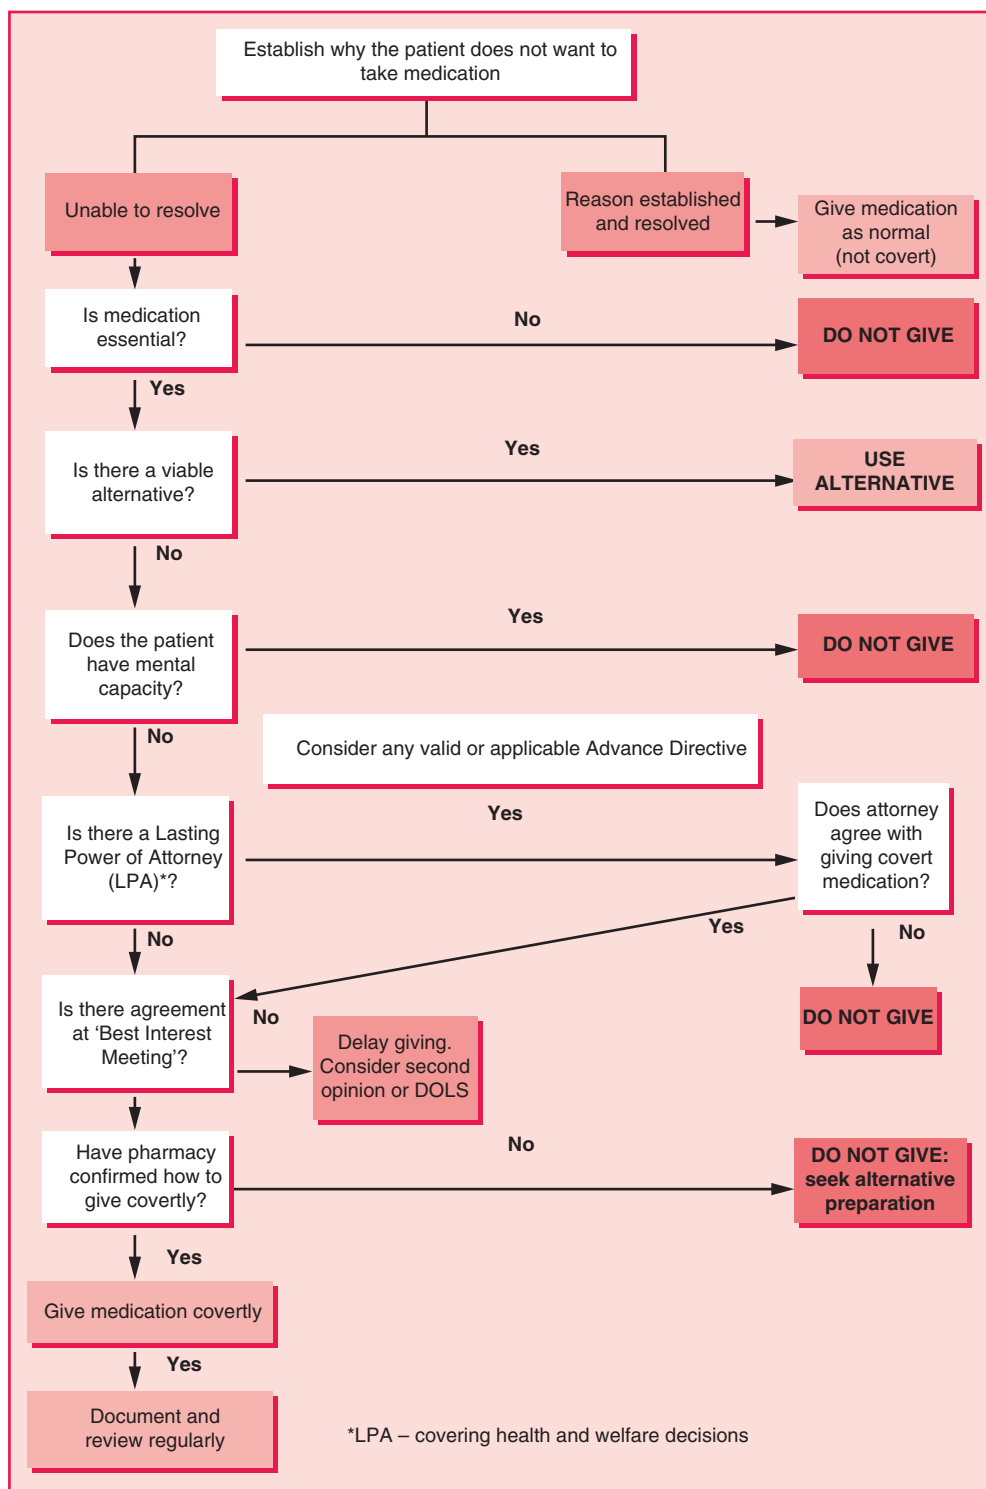 Establish why the patient does not want to
take medication
Unable to resolve
Reason established
and resolved
Give medication
as normal
(not covert)
Is medication
essential?
No
DO NOT GIVE
Yes
Is there a viable
alternative?
Yes
USE
ALTERNATIVE
No
Does the patient
have mental
capacity?
Yes
DO NOT GIVE
No
Consider any valid or applicable Advance Directive
Is there a Lasting
Power of Attorney
(LPA)*?
Yes
Does attorney
agree with
giving covert
medication?
Yes
No
DO NOT GIVE
No
Is there agreement
at ‘Best Interest
Meeting’?
No
Delay giving.
Consider second
opinion or DOLS
Have pharmacy
confirmed how to
give covertly?
No
DO NOT GIVE:
seek alternative
preparation
Yes
Give medication covertly
Yes
Document and
review regularly
*LPA – covering health and welfare decisions